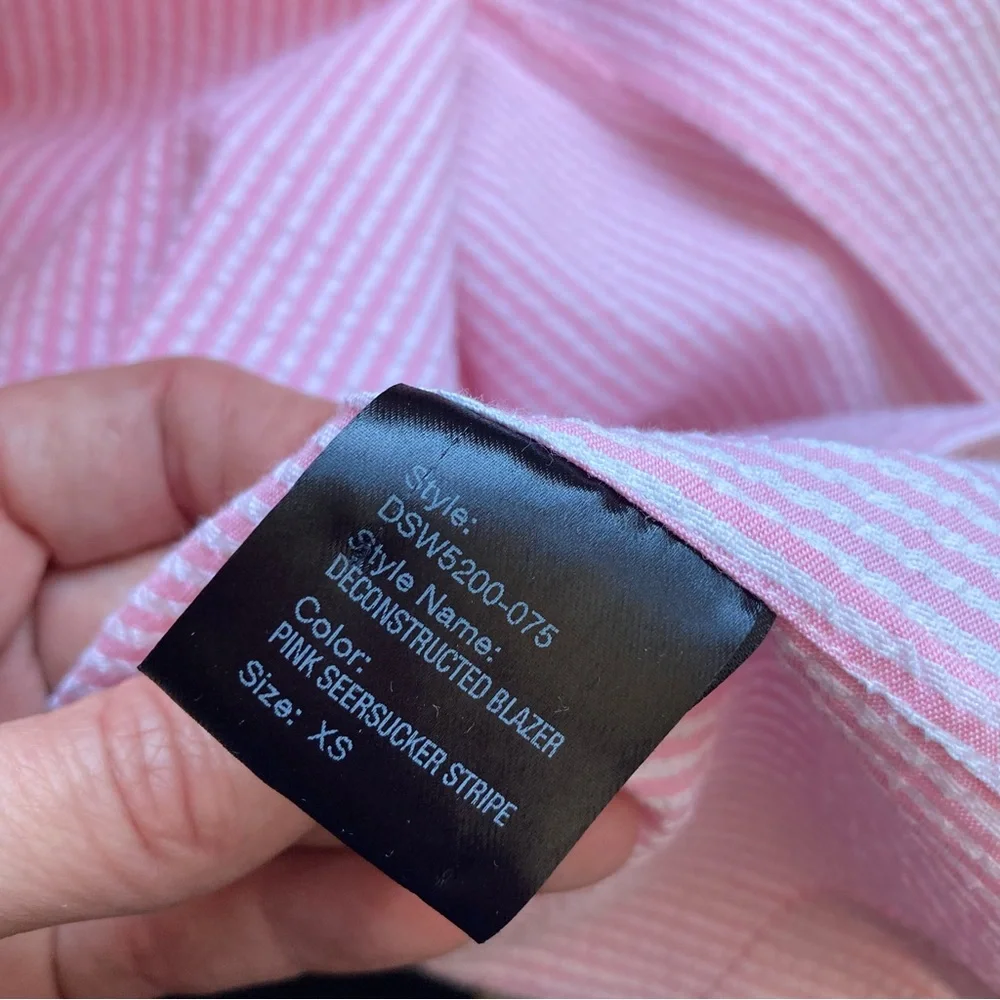 Style:
DSW5200-075
Style Name:
DECONSTRUCTED BLAZER
Color:
PINK SEERSUCKER STRIPE
Size: XS